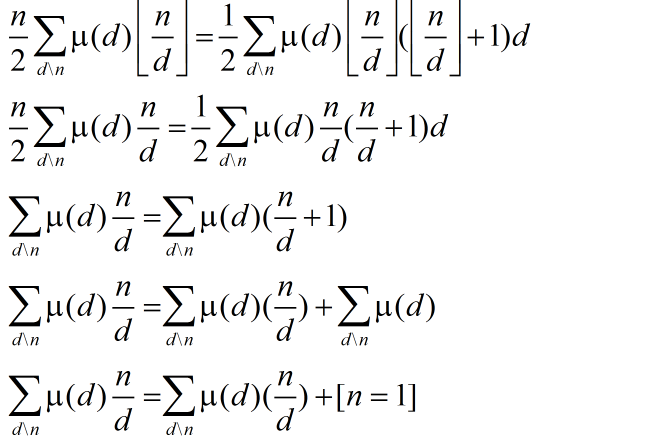 n/2 ∑_{d\n} μ(d)⌊n/d⌋ = 1/2 ∑_{d\n} μ(d)⌊n/d⌋(⌊n/d⌋+1)d
n/2 ∑_{d\n} μ(d) n/d = 1/2 ∑_{d\n} μ(d) n/d (n/d +1)d
∑_{d\n} μ(d) n/d = ∑_{d\n} μ(d)(n/d +1)
∑_{d\n} μ(d) n/d = ∑_{d\n} μ(d)(n/d) + ∑_{d\n} μ(d)
∑_{d\n} μ(d) n/d = ∑_{d\n} μ(d)(n/d) +[n = 1]